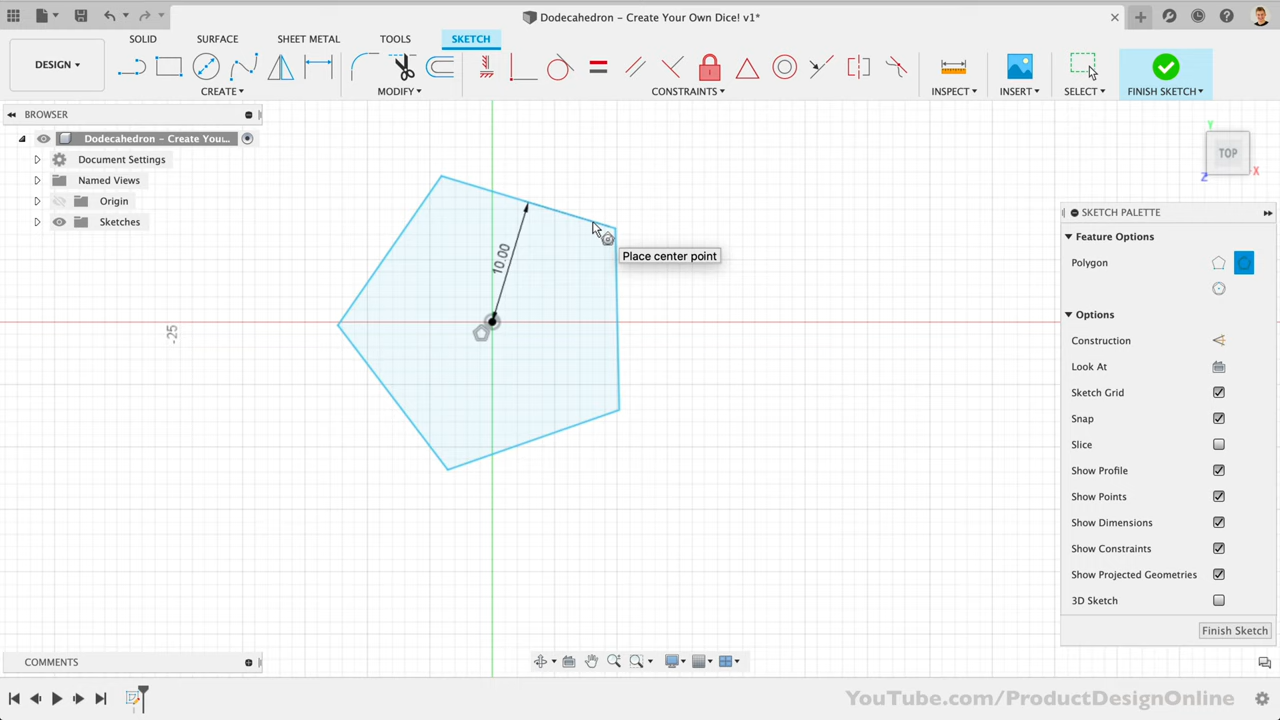 Dodecahedron – Create Your Own Dice! v1*
SOLID
SURFACE
SHEET METAL
TOOLS
SKETCH
DESIGN
CREATE
MODIFY
CONSTRAINTS
INSPECT
INSERT
SELECT
FINISH SKETCH
BROWSER
Dodecahedron – Create You...
Document Settings
Named Views
Origin
Sketches
Y
TOP
X
Z
10.00
-25
Place center point
SKETCH PALETTE
Feature Options
Polygon
Options
Construction
Look At
Sketch Grid
Snap
Slice
Show Profile
Show Points
Show Dimensions
Show Constraints
Show Projected Geometries
3D Sketch
Finish Sketch
COMMENTS
YouTube.com/ProductDesignOnline